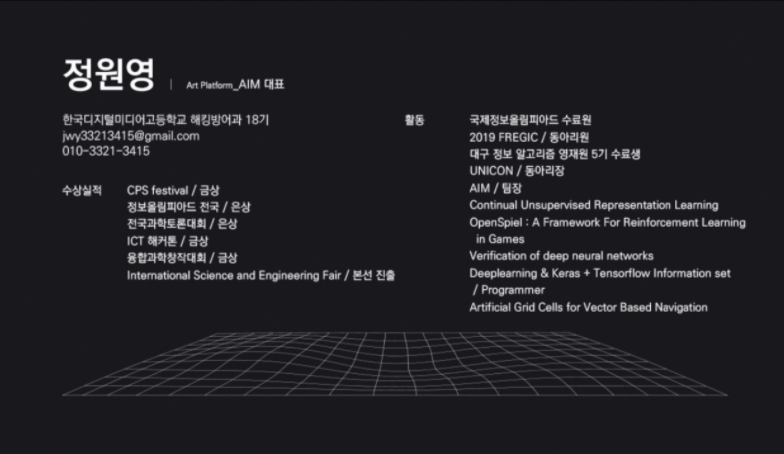 정원영 | Art Platform_AIM 대표
한국디지털미디어고등학교 해킹방어과 18기
jwy33213415@gmail.com
010-3321-3415
수상실적
CPS festival / 금상
정보올림피아드 전국 / 은상
전국과학토론대회 / 은상
ICT 해커톤 / 금상
융합과학창작대회 / 금상
International Science and Engineering Fair / 본선 진출
활동
국제정보올림피아드 수료원
2019 FREGIC / 동아리원
대구 정보 알고리즘 영재원 5기 수료생
UNICON / 동아리장
AIM / 팀장
Continual Unsupervised Representation Learning
OpenSpiel : A Framework For Reinforcement Learning
in Games
Verification of deep neural networks
Deeplearning & Keras + Tensorflow Information set
/ Programmer
Artificial Grid Cells for Vector Based Navigation